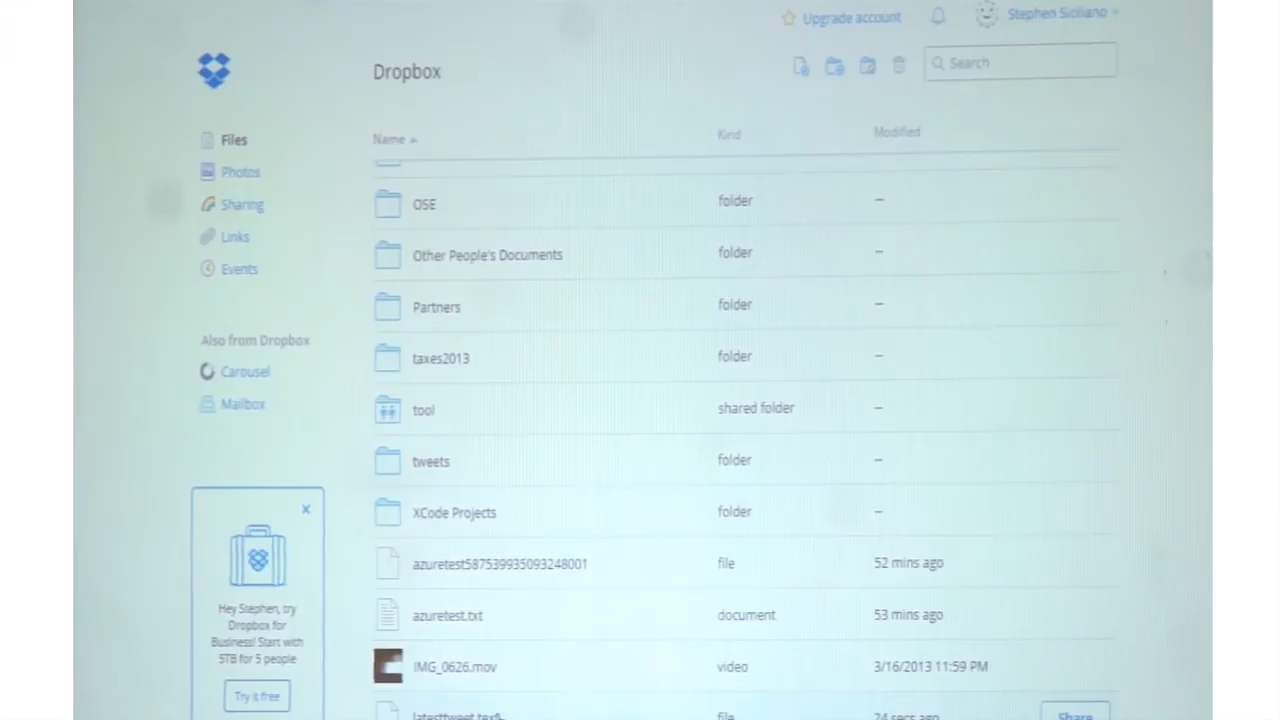 Upgrade account
Stephen Siciliano
Dropbox
Search
Files
Photos
Sharing
Links
Events
Also from Dropbox
Carousel
Mailbox
Hey Stephen, try
Dropbox for
Business! Start with
5TB for 5 people
Try it free
Name Kind Modified
OSE folder --
Other People's Documents folder --
Partners folder --
taxes2013 folder --
tool shared folder --
tweets folder --
XCode Projects folder --
azuretest587539935093248001 file 52 mins ago
azuretest.txt document 53 mins ago
IMG_0626.mov video 3/16/2013 11:59 PM
file 24 secs ago Share